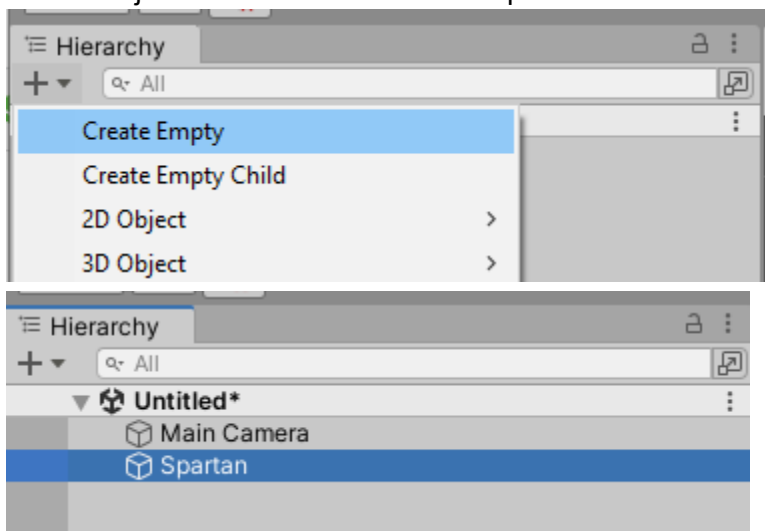 Hierarchy
All
Create Empty
Create Empty Child
2D Object
3D Object
Hierarchy
All
Untitled*
Main Camera
Spartan